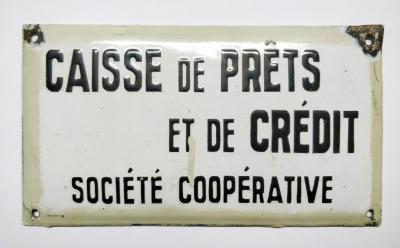 CAISSE DE PRÊTS
ET DE CRÉDIT
SOCIÉTÉ COOPÉRATIVE